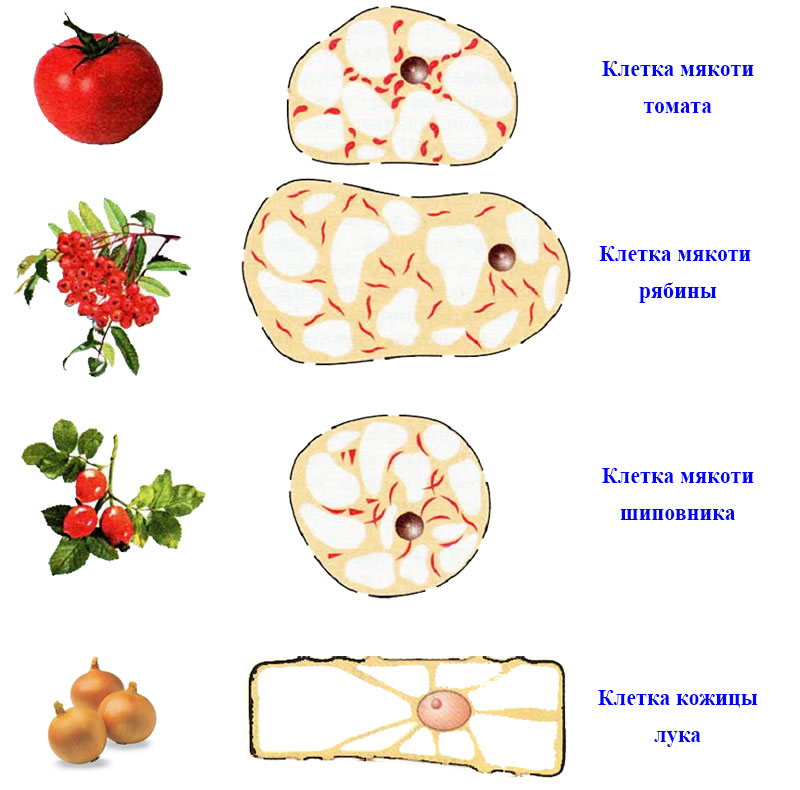 Клетка мякоти
томата
Клетка мякоти
рябины
Клетка мякоти
шиповника
Клетка кожицы
лука